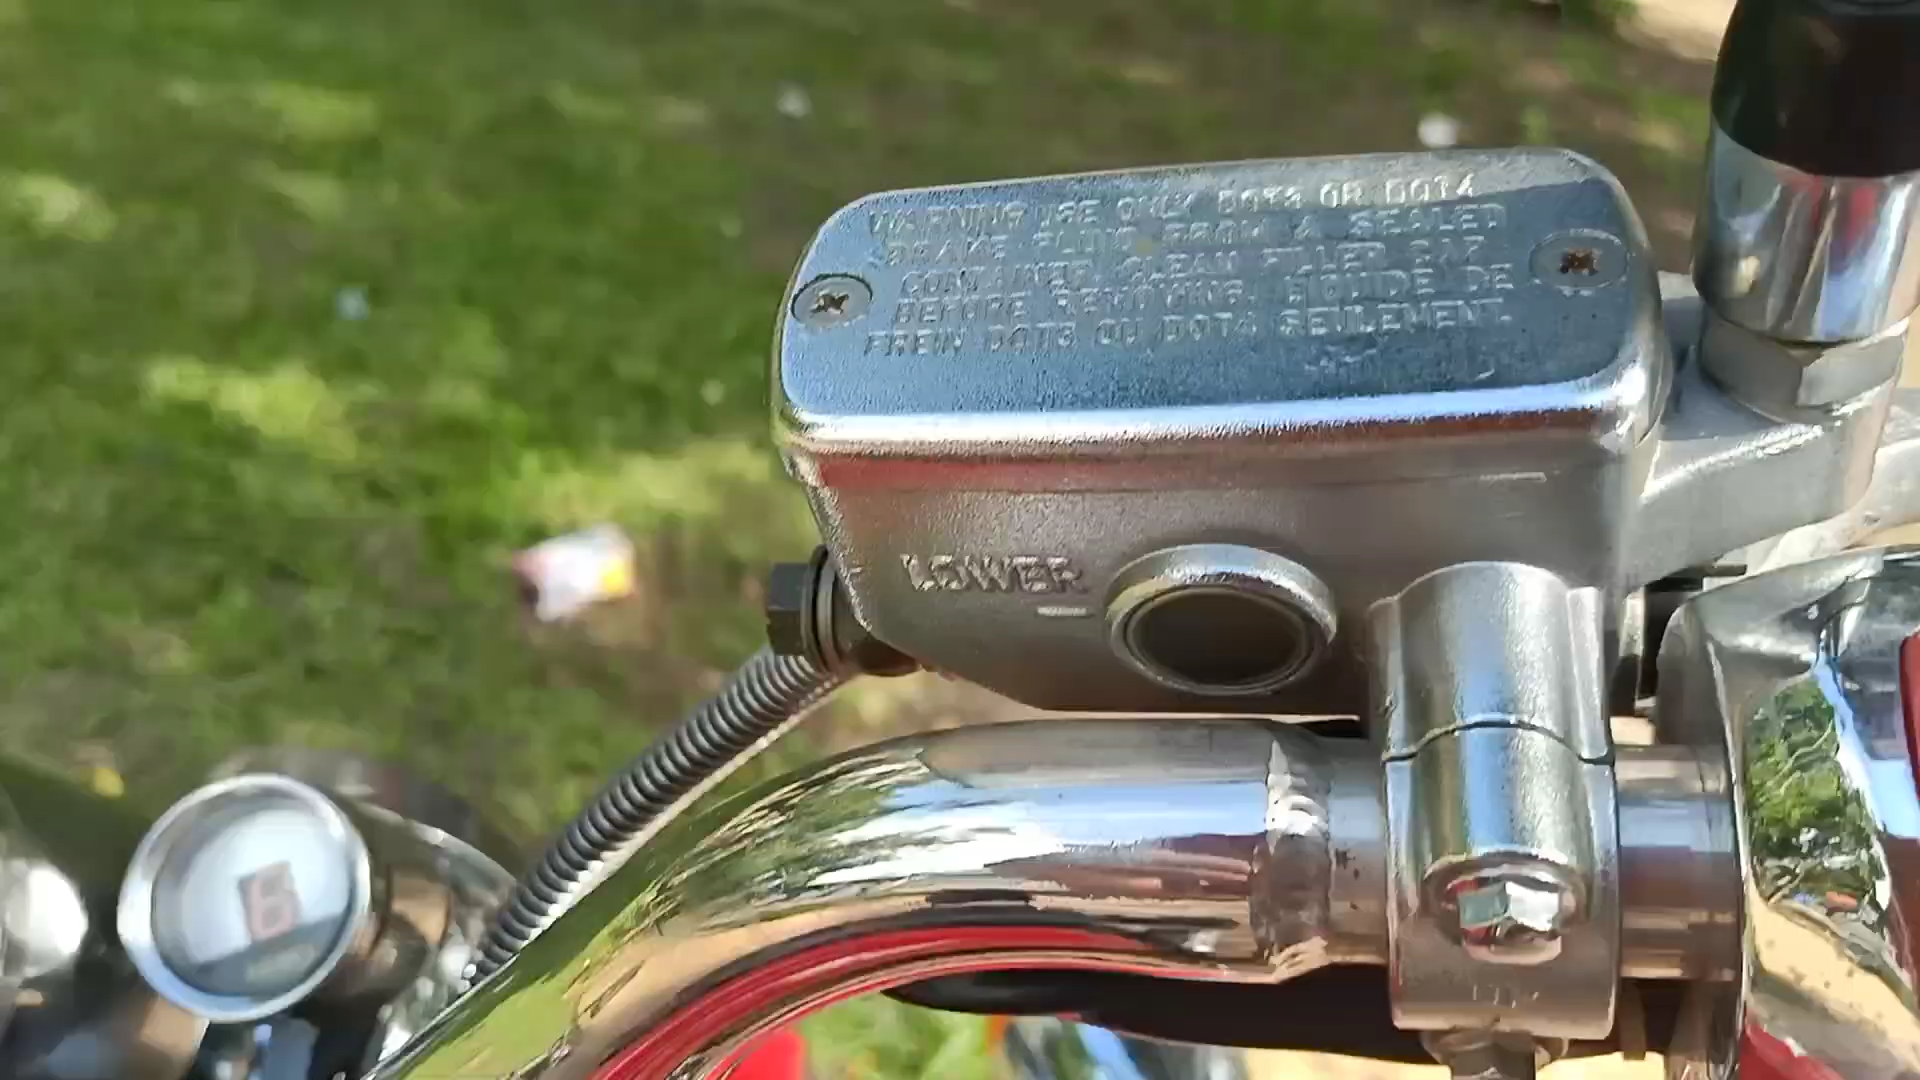 WARNING USE ONLY DOT3 OR DOT4
BRAKE FLUID FROM A SEALED
CONTAINER. CLEAN FILLER CAP
BEFORE REMOVING. LIQUIDE DE
FREIN DOT3 OU DOT4 SEULEMENT.
LOWER
6